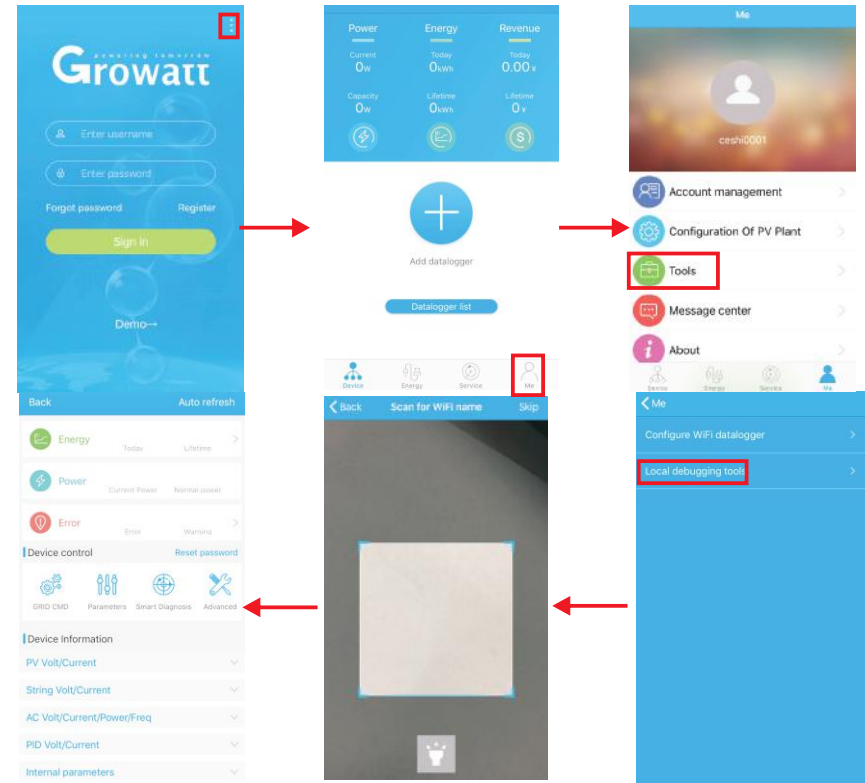 powering tomorrow
Growatt
Enter username
Enter password
Forgot password Register
Sign in
Demo→
Power Energy Revenue
Current Today Today
0w 0kWh 0.00 ¥
Capacity Lifetime Lifetime
0w 0kWh 0 ¥
Add datalogger
Datalogger list
Device Energy Service Me
Me
ceshi0001
Account management
Configuration Of PV Plant
Tools
Message center
About
Device Energy Service Me
Back Auto refresh
Energy
Today Lifetime
Power
Current Power Normal power
Error
Error Warning
Device control Reset password
GRID CMD Parameters Smart Diagnosis Advanced
Device Information
PV Volt/Current
String Volt/Current
AC Volt/Current/Power/Freq
PID Volt/Current
Internal parameters
Back Scan for WiFi name Skip
Me
Configure WiFi datalogger
Local debugging tools